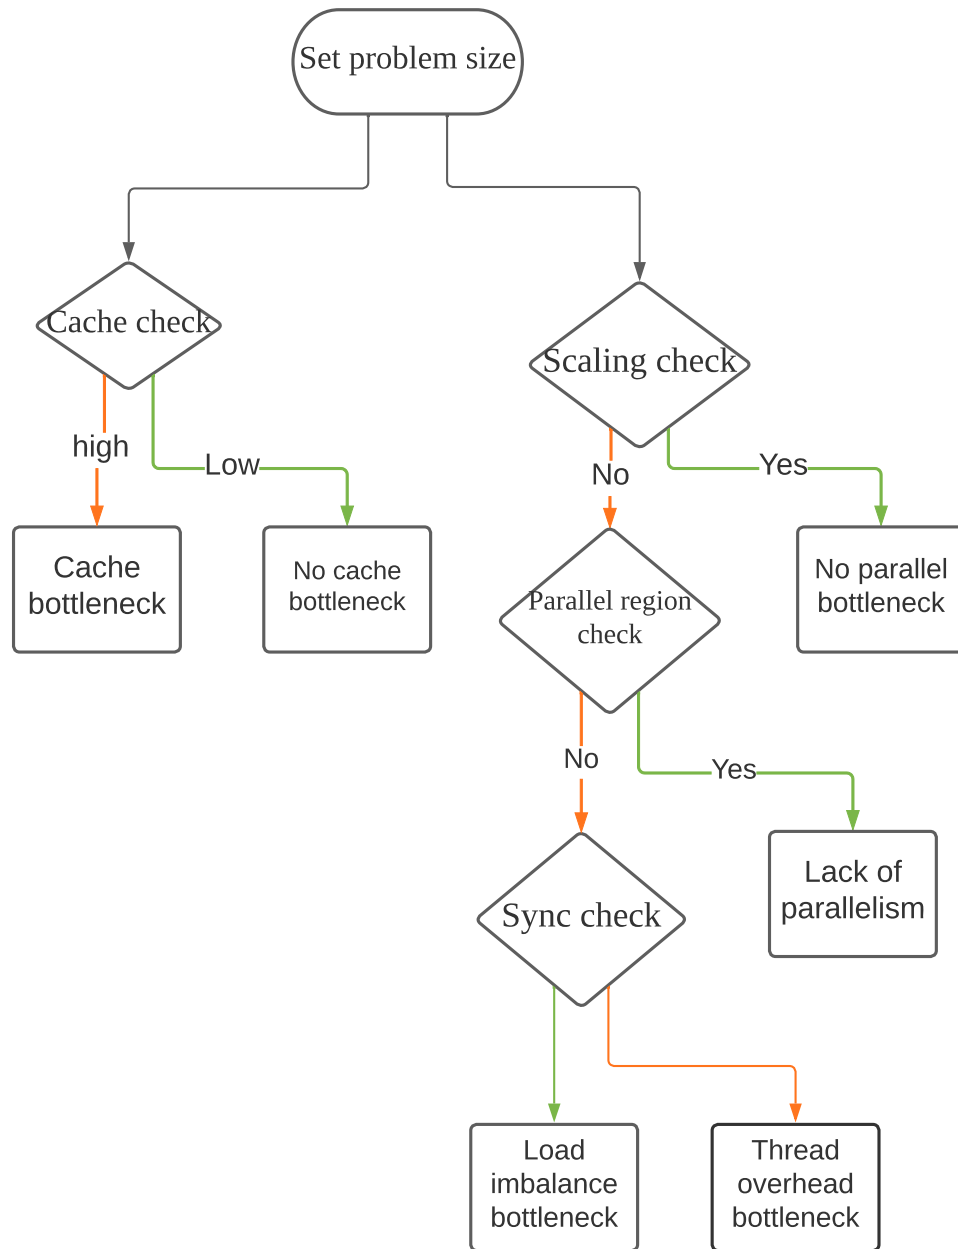 Set problem size
Cache check
Scaling check
high
Low
No
Yes
Cache
bottleneck
No cache
bottleneck
Parallel region
check
No parallel
bottleneck
No
Yes
Sync check
Lack of
parallelism
Load
imbalance
bottleneck
Thread
overhead
bottleneck